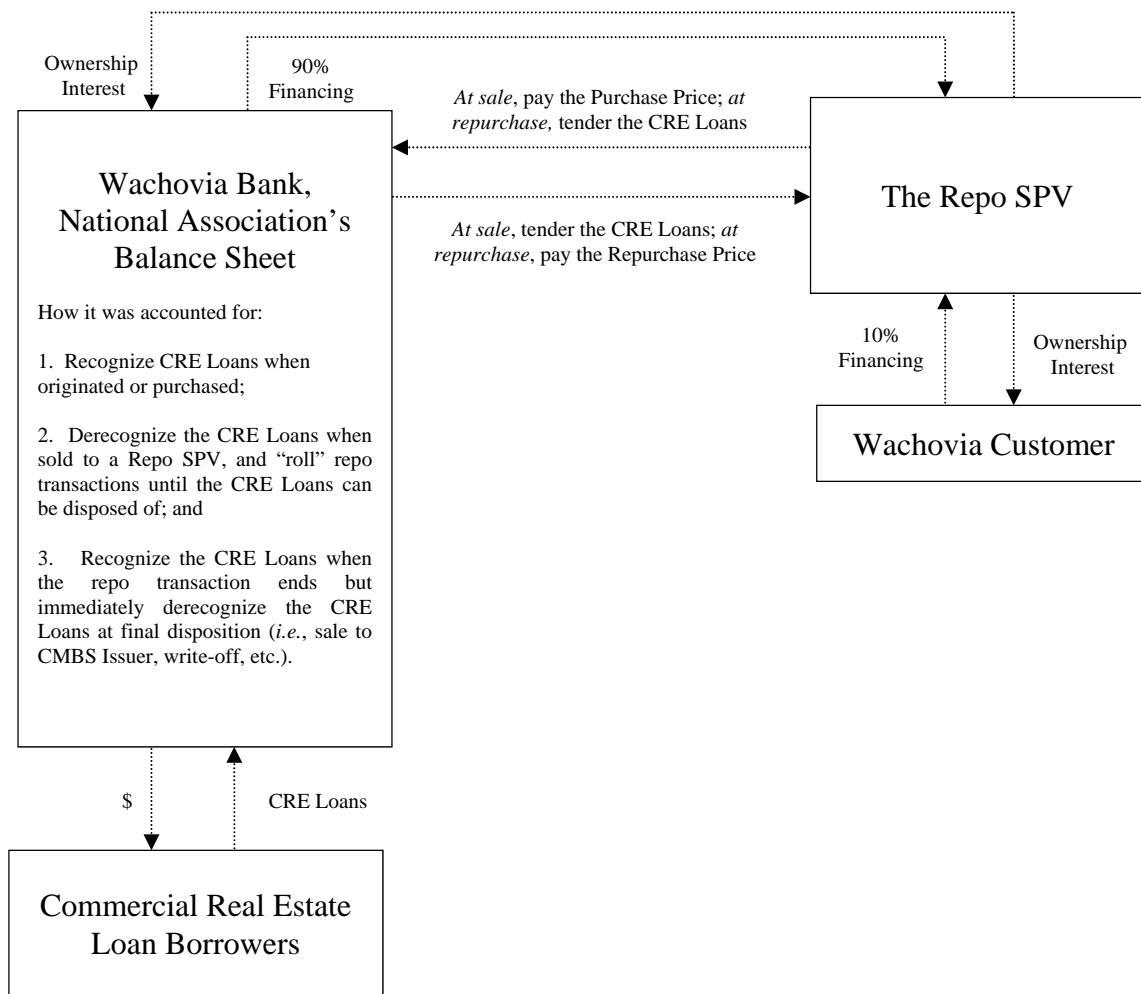 Ownership
Interest
90%
Financing
At sale, pay the Purchase Price; at
repurchase, tender the CRE Loans
Wachovia Bank,
National Association’s
Balance Sheet
How it was accounted for:
1. Recognize CRE Loans when
originated or purchased;
2. Derecognize the CRE Loans when
sold to a Repo SPV, and “roll” repo
transactions until the CRE Loans can
be disposed of; and
3. Recognize the CRE Loans when
the repo transaction ends but
immediately derecognize the CRE
Loans at final disposition (i.e., sale to
CMBS Issuer, write-off, etc.).
The Repo SPV
At sale, tender the CRE Loans; at
repurchase, pay the Repurchase Price
10%
Financing
Ownership
Interest
Wachovia Customer
$
CRE Loans
Commercial Real Estate
Loan Borrowers